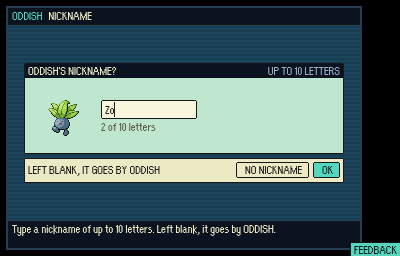 ODDISH NICKNAME
ODDISH'S NICKNAME? UP TO 10 LETTERS
Zo
2 of 10 letters
LEFT BLANK, IT GOES BY ODDISH NO NICKNAME OK
Type a nickname of up to 10 letters. Left blank, it goes by ODDISH.
FEEDBACK